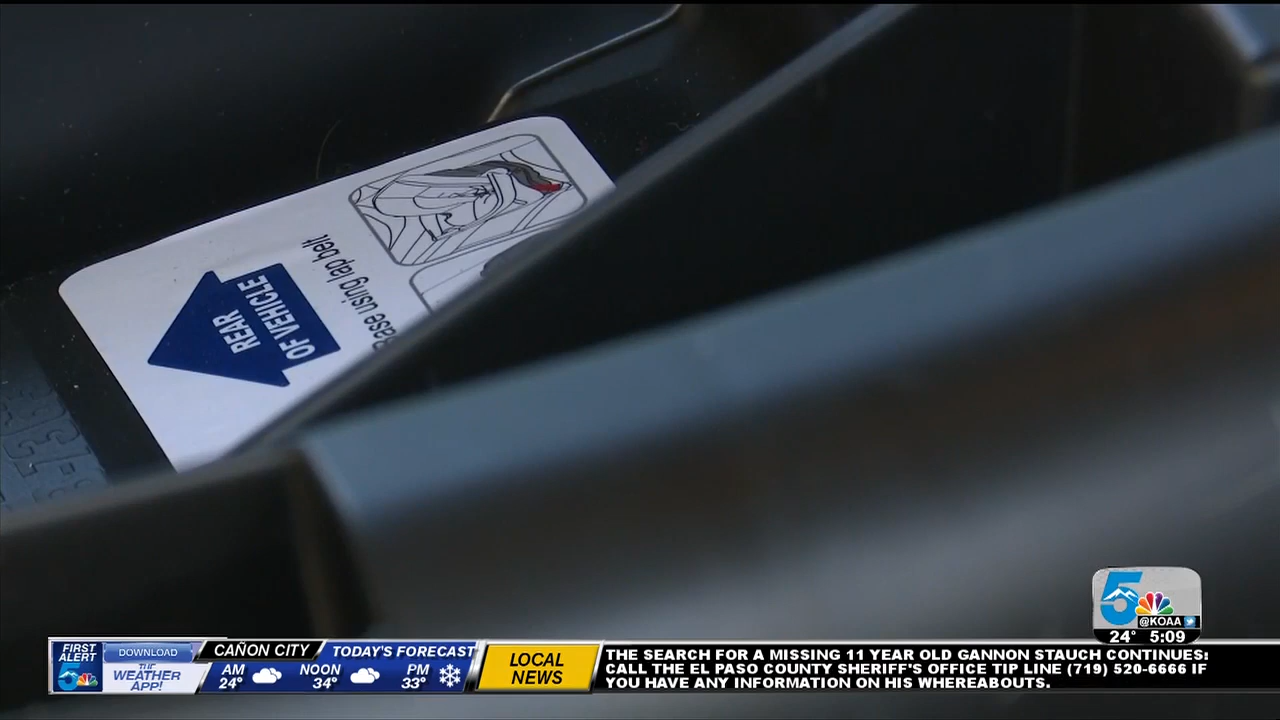 REAR
OF VEHICLE
Base using lap belt
5
@KOAA
24° 5:09
FIRST
ALERT
5
DOWNLOAD
THE
WEATHER
APP!
CAÑON CITY
TODAY'S FORECAST
AM
24°
NOON
34°
PM
33°
LOCAL
NEWS
THE SEARCH FOR A MISSING 11 YEAR OLD GANNON STAUCH CONTINUES:
CALL THE EL PASO COUNTY SHERIFF'S OFFICE TIP LINE (719) 520-6666 IF
YOU HAVE ANY INFORMATION ON HIS WHEREABOUTS.